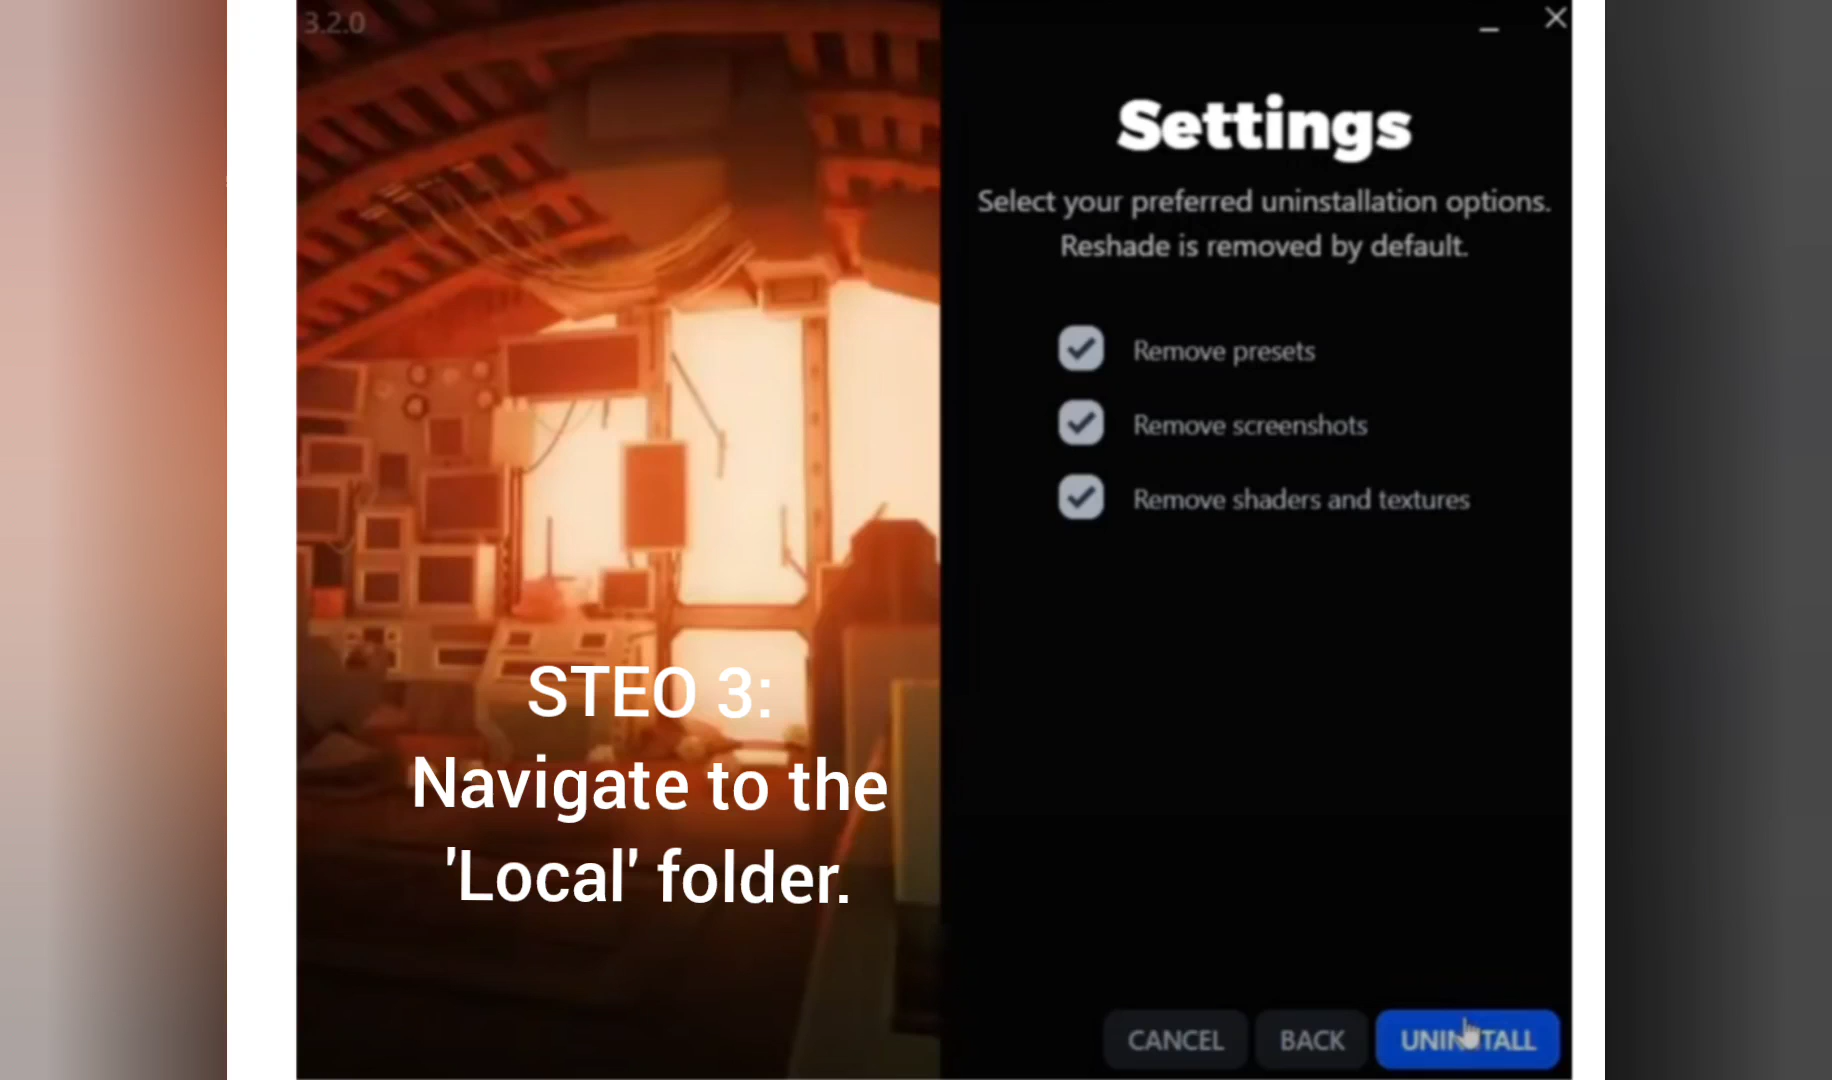 3.2.0
Settings
Select your preferred uninstallation options.
Reshade is removed by default.
Remove presets
Remove screenshots
Remove shaders and textures
STEO 3:
Navigate to the
'Local' folder.
CANCEL
BACK
UNINSTALL